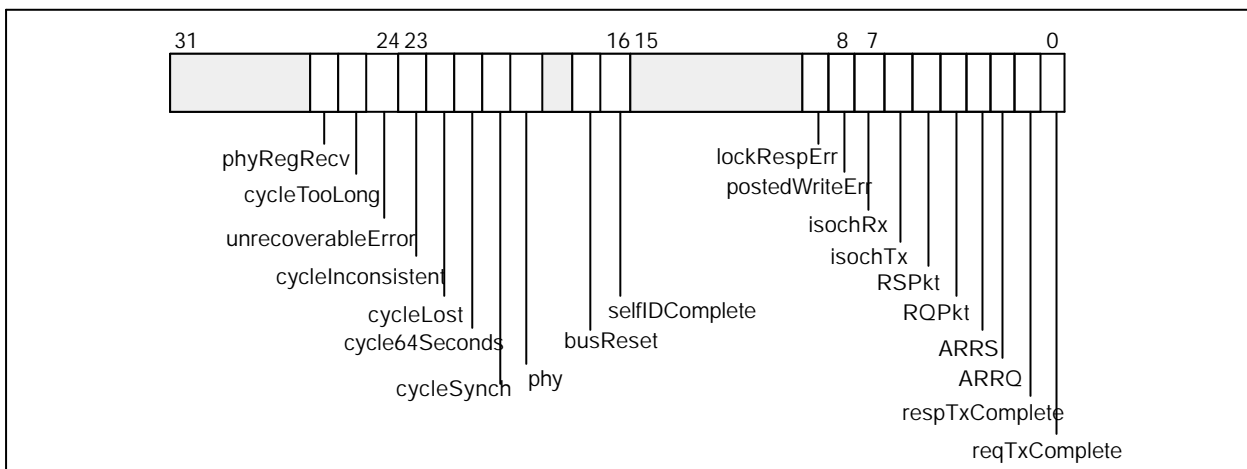 31 24 23 16 15 8 7 0
phyRegRecv
cycleTooLong
unrecoverableError
cycleInconsistent
cycleLost
cycle64Seconds
cycleSynch
phy
busReset
selfIDComplete
lockRespErr
postedWriteErr
isochRx
isochTx
RSPkt
RQPkt
ARRS
ARRQ
respTxComplete
reqTxComplete